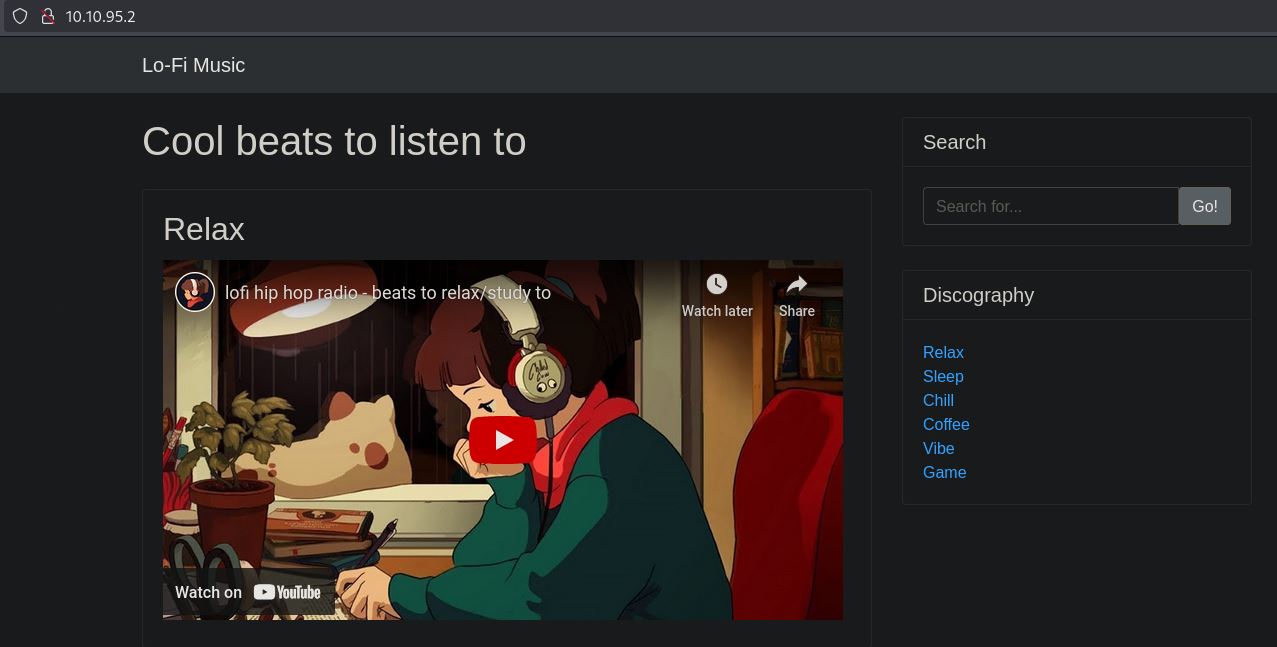 10.10.95.2
Lo-Fi Music
Cool beats to listen to
Relax
lofi hip hop radio - beats to relax/study to
Watch later
Share
Watch on YouTube
Search
Search for...
Go!
Discography
Relax
Sleep
Chill
Coffee
Vibe
Game